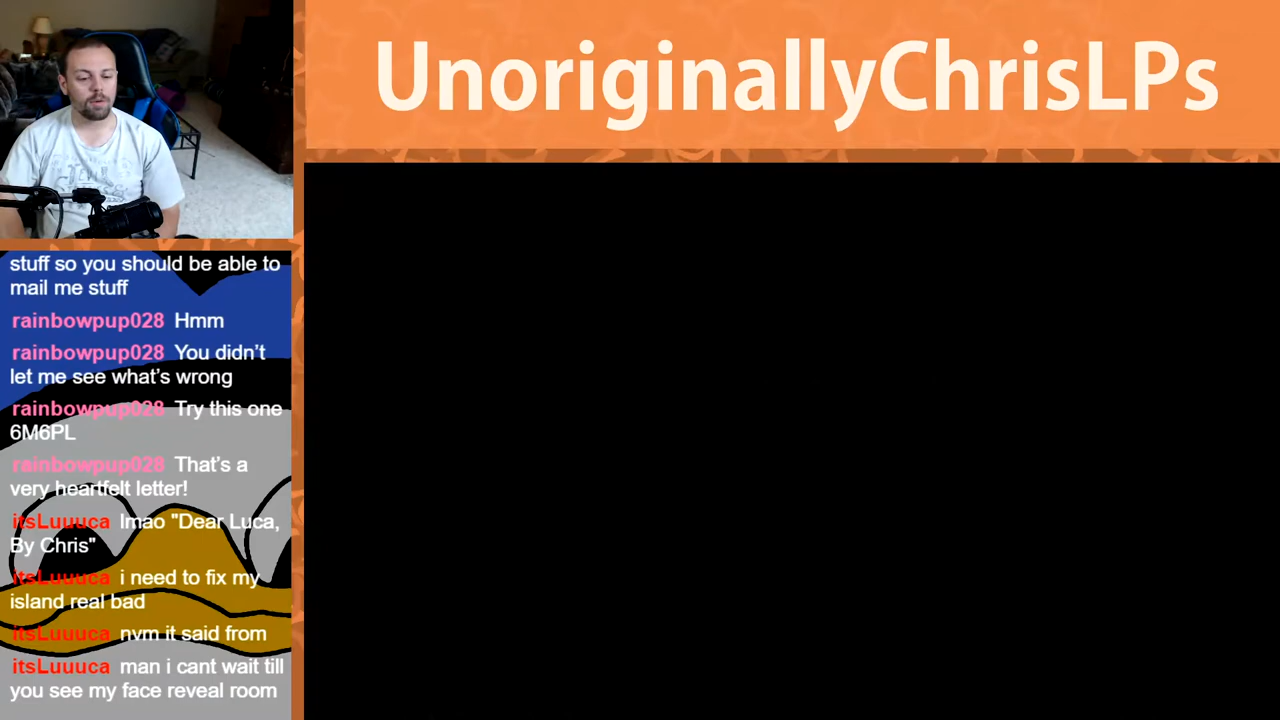 UnoriginallyChrisLPs
stuff so you should be able to
mail me stuff
rainbowpup028 Hmm
rainbowpup028 You didn’t
let me see what’s wrong
rainbowpup028 Try this one
6M6PL
rainbowpup028 That’s a
very heartfelt letter!
itsLuuuca lmao "Dear Luca,
By Chris"
itsLuuuca i need to fix my
island real bad
itsLuuuca nvm it said from
itsLuuuca man i cant wait till
you see my face reveal room